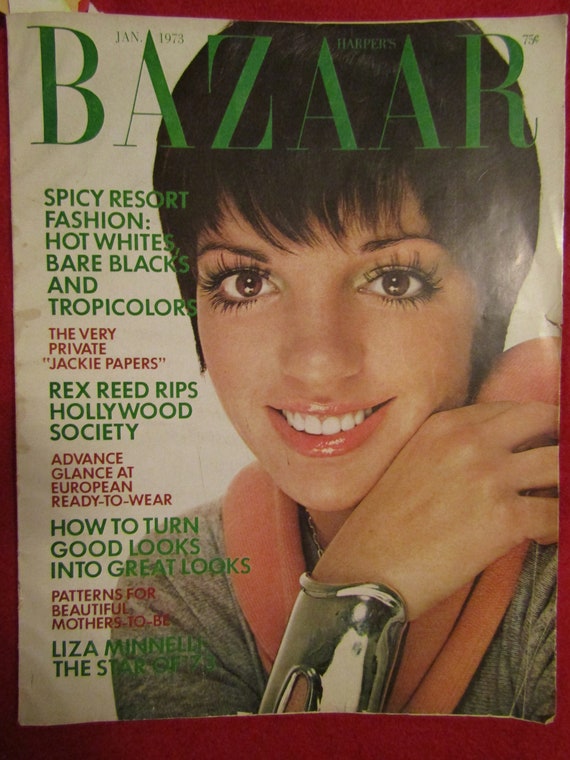 JAN. 1973 HARPER'S 75¢
BAZAAR
SPICY RESORT
FASHION:
HOT WHITES,
BARE BLACKS
AND
TROPICOLORS
THE VERY
PRIVATE
"JACKIE PAPERS"
REX REED RIPS
HOLLYWOOD
SOCIETY
ADVANCE
GLANCE AT
EUROPEAN
READY-TO-WEAR
HOW TO TURN
GOOD LOOKS
INTO GREAT LOOKS
PATTERNS FOR
BEAUTIFUL
MOTHERS-TO-BE
LIZA MINNELLI:
THE STAR OF '73